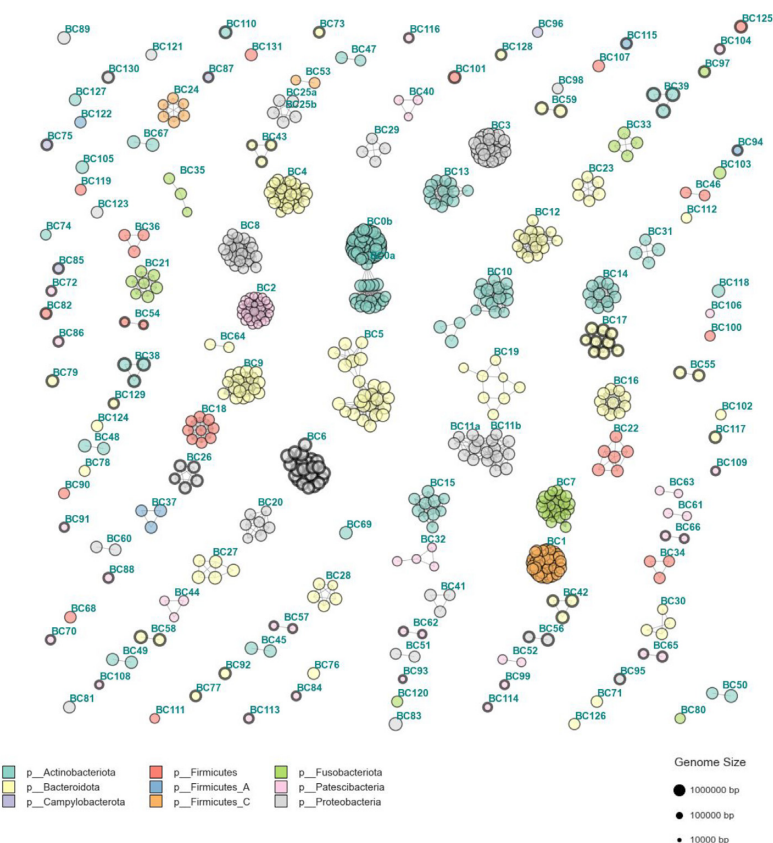 BC110
BC73
BC125
BC89
BC116
BC96
BC115
BC104
BC121
BC131
BC47
BC128
BC107
BC97
BC130
BC87
BC53
BC101
BC98
BC127
BC24
BC25a
BC25b
BC40
BC59
BC39
BC122
BC75
BC67
BC43
BC29
BC3
BC33
BC94
BC105
BC35
BC4
BC13
BC23
BC103
BC119
BC46
BC123
BC112
BC74
BC36
BC8
BC0b
BC0a
BC12
BC31
BC85
BC21
BC72
BC2
BC10
BC14
BC118
BC82
BC54
BC106
BC86
BC64
BC5
BC17
BC100
BC38
BC9
BC19
BC79
BC55
BC129
BC16
BC124
BC18
BC102
BC48
BC6
BC11a
BC11b
BC22
BC117
BC78
BC26
BC109
BC90
BC37
BC20
BC15
BC7
BC63
BC91
BC69
BC61
BC60
BC32
BC1
BC66
BC88
BC27
BC34
BC44
BC28
BC41
BC42
BC68
BC30
BC70
BC58
BC57
BC62
BC56
BC49
BC45
BC51
BC52
BC65
BC108
BC92
BC76
BC93
BC99
BC95
BC81
BC77
BC84
BC120
BC71
BC50
BC111
BC113
BC83
BC114
BC126
BC80
p__Actinobacteriota
p__Firmicutes
p__Fusobacteriota
p__Bacteroidota
p__Firmicutes_A
p__Patescibacteria
p__Campylobacterota
p__Firmicutes_C
p__Proteobacteria
Genome Size
1000000 bp
100000 bp
10000 bp